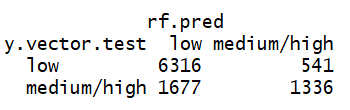 rf.pred
y.vector.test low medium/high
low 6316 541
medium/high 1677 1336